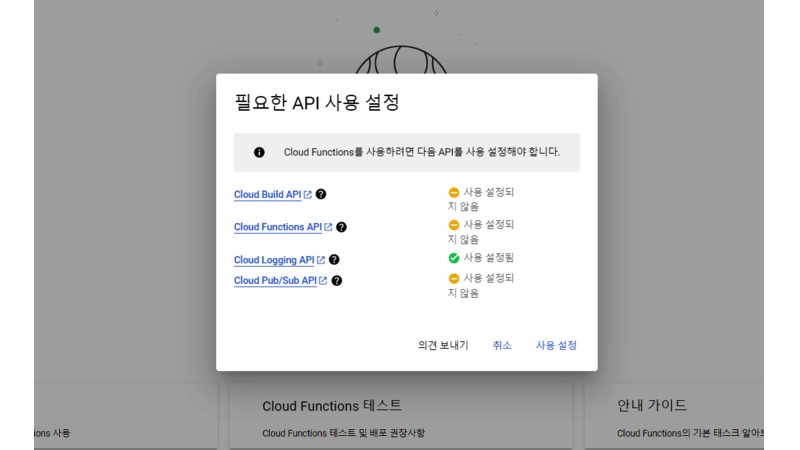 필요한 API 사용 설정
Cloud Functions를 사용하려면 다음 API를 사용 설정해야 합니다.
Cloud Build API
사용 설정되
지 않음
Cloud Functions API
사용 설정되
지 않음
Cloud Logging API
사용 설정됨
Cloud Pub/Sub API
사용 설정되
지 않음
의견 보내기 취소 사용 설정
사용
Cloud Functions 테스트
Cloud Functions 테스트 및 배포 권장사항
안내 가이드
Cloud Functions의 기본 태스크